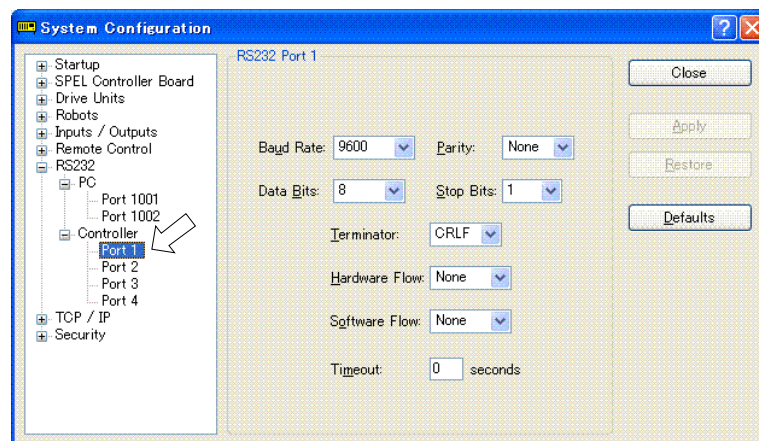 System Configuration
Startup
SPEL Controller Board
Drive Units
Robots
Inputs / Outputs
Remote Control
RS232
PC
Port 1001
Port 1002
Controller
Port 1
Port 2
Port 3
Port 4
TCP / IP
Security
RS232 Port 1
Baud Rate: 9600 Parity: None
Data Bits: 8 Stop Bits: 1
Terminator: CRLF
Hardware Flow: None
Software Flow: None
Timeout: 0 seconds
Close
Apply
Restore
Defaults